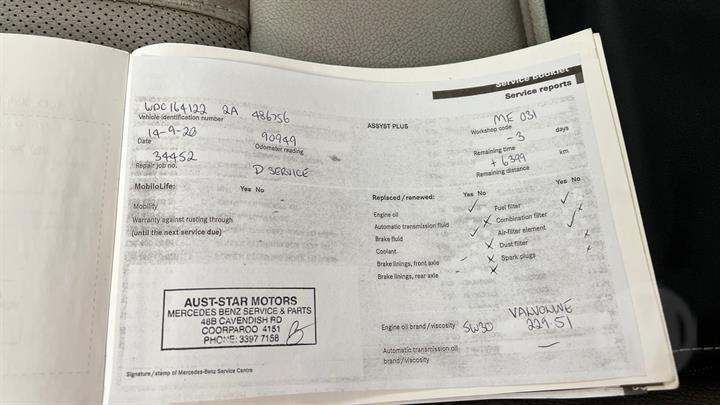 Service Booklet
Service reports
WDC164122 2A 486756
Vehicle identification number
14-9-20
Date
90949
Odometer reading
34452
Repair job no.
D SERVICE
ASSYST PLUS
ME 031
Workshop code
-3 days
Remaining time
+6399 km
Remaining distance
MobiloLife: Yes No
Mobility
Warranty against rusting through
(until the next service due)
Replaced / renewed: Yes No
Engine oil
Automatic transmission fluid
Brake fluid
Coolant
Brake linings, front axle
Brake linings, rear axle
Yes No
Fuel filter
Combination filter
Air-filter element
Dust filter
Spark plugs
AUST-STAR MOTORS
MERCEDES BENZ SERVICE & PARTS
48B CAVENDISH RD
COORPAROO 4151
PHONE: 3397 7158
Signature / stamp of Mercedes-Benz Service Centre
Engine oil brand / viscosity 5W30 VALVOLINE
229.51
Automatic transmission oil
brand / viscosity